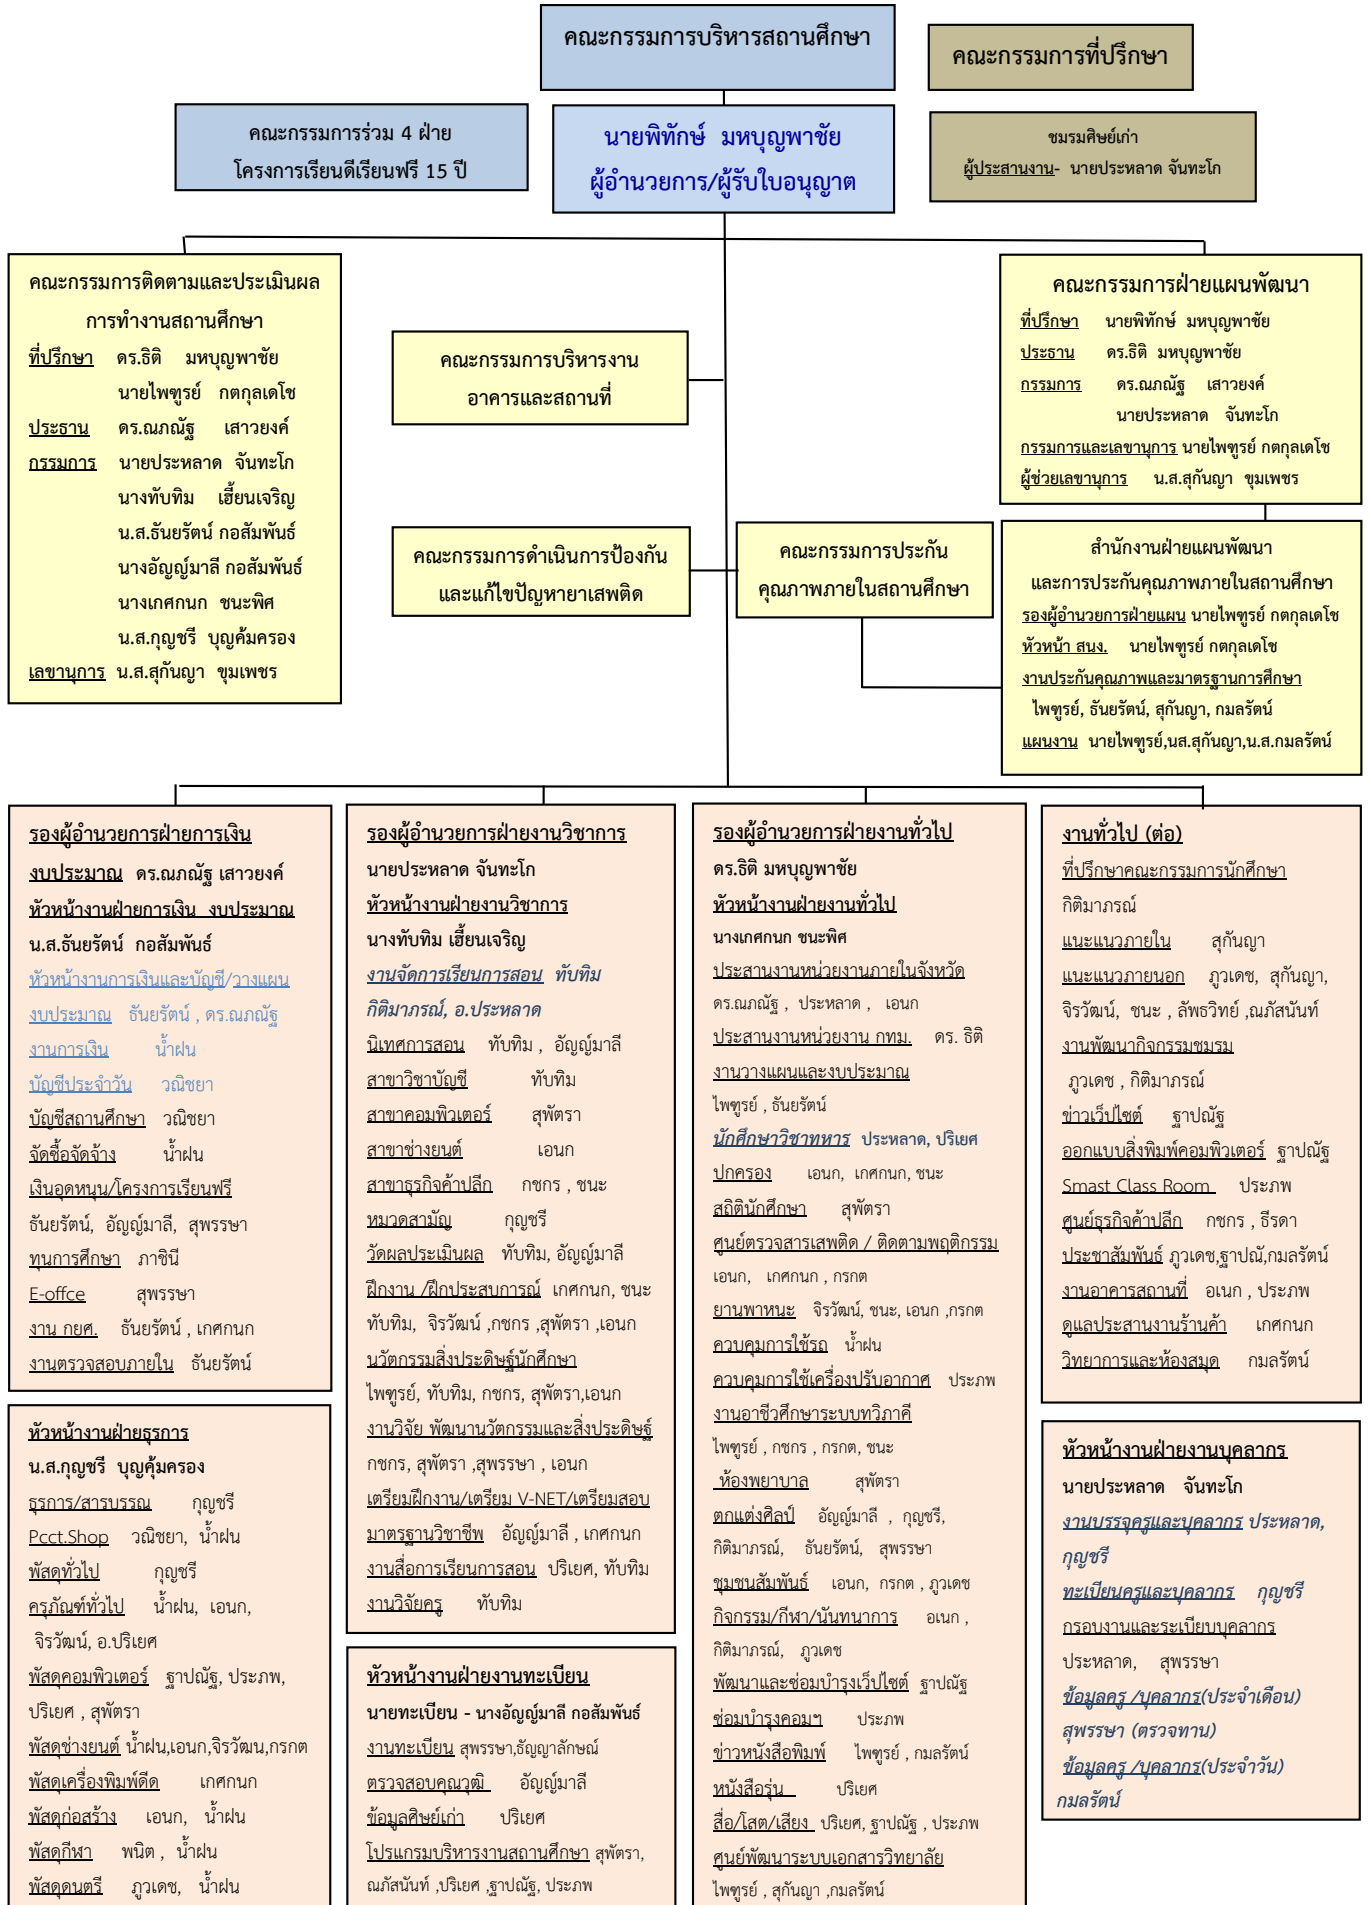 คณะกรรมการบริหารสถานศึกษา
คณะกรรมการที่ปรึกษา
คณะกรรมการร่วม 4 ฝ่าย
โครงการเรียนดีเรียนฟรี 15 ปี
นายพิทักษ์ มหบุญพาชัย
ผู้อำนวยการ/ผู้รับใบอนุญาต
ชมรมศิษย์เก่า
ผู้ประสานงาน- นายประหลาด จันทะโก
คณะกรรมการติดตามและประเมินผล
การทำงานสถานศึกษา
ที่ปรึกษา ดร.ธิติ มหบุญพาชัย
นายไพฑูรย์ กตกุลเดโช
ประธาน ดร.ณภณัฐ เสาวยงค์
กรรมการ นายประหลาด จันทะโก
นางทับทิม เฮี้ยนเจริญ
น.ส.ธันยรัตน์ กอสัมพันธ์
นางอัญญ์มาลี กอสัมพันธ์
นางเกศกนก ชนะพิศ
น.ส.กุญชรี บุญค้มครอง
เลขานุการ น.ส.สุกันญา ขุมเพชร
คณะกรรมการบริหารงาน
อาคารและสถานที่
คณะกรรมการฝ่ายแผนพัฒนา
ที่ปรึกษา นายพิทักษ์ มหบุญพาชัย
ประธาน ดร.ธิติ มหบุญพาชัย
กรรมการ ดร.ณภณัฐ เสาวยงค์
นายประหลาด จันทะโก
กรรมการและเลขานุการ นายไพฑูรย์ กตกุลเดโช
ผู้ช่วยเลขานุการ น.ส.สุกันญา ขุมเพชร
คณะกรรมการดำเนินการป้องกัน
และแก้ไขปัญหายาเสพติด
คณะกรรมการประกัน
คุณภาพภายในสถานศึกษา
สำนักงานฝ่ายแผนพัฒนา
และการประกันคุณภาพภายในสถานศึกษา
รองผู้อำนวยการฝ่ายแผน นายไพฑูรย์ กตกุลเดโช
หัวหน้า สนง. นายไพฑูรย์ กตกุลเดโช
งานประกันคุณภาพและมาตรฐานการศึกษา
ไพฑูรย์, ธันยรัตน์, สุกันญา, กมลรัตน์
แผนงาน นายไพฑูรย์,นส.สุกันญา,น.ส.กมลรัตน์
รองผู้อำนวยการฝ่ายการเงิน
งบประมาณ ดร.ณภณัฐ เสาวยงค์
หัวหน้างานฝ่ายการเงิน งบประมาณ
น.ส.ธันยรัตน์ กอสัมพันธ์
หัวหน้างานการเงินและบัญชี/วางแผน
งบประมาณ ธันยรัตน์ , ดร.ณภณัฐ
งานการเงิน น้ำฝน
บัญชีประจำวัน วณิชยา
บัญชีสถานศึกษา วณิชยา
จัดซื้อจัดจ้าง น้ำฝน
เงินอุดหนุน/โครงการเรียนฟรี
ธันยรัตน์, อัญญ์มาลี, สุพรรษา
ทุนการศึกษา ภาชินี
E-offce สุพรรษา
งาน กยศ. ธันยรัตน์ , เกศกนก
งานตรวจสอบภายใน ธันยรัตน์
หัวหน้างานฝ่ายธุรการ
น.ส.กุญชรี บุญคุ้มครอง
ธุรการ/สารบรรณ กุญชรี
Pcct.Shop วณิชยา, น้ำฝน
พัสดุทั่วไป กุญชรี
ครุภัณฑ์ทั่วไป น้ำฝน, เอนก,
จิรวัฒน์, อ.ปริเยศ
พัสดุคอมพิวเตอร์ ฐาปณัฐ, ประภพ,
ปริเยศ , สุพัตรา
พัสดุช่างยนต์ น้ำฝน,เอนก,จิรวัฒน,กรกต
พัสดุเครื่องพิมพ์ดีด เกศกนก
พัสดุก่อสร้าง เอนก, น้ำฝน
พัสดุกีฬา พนิต , น้ำฝน
พัสดุดนตรี ภูวเดช, น้ำฝน
รองผู้อำนวยการฝ่ายงานวิชาการ
นายประหลาด จันทะโก
หัวหน้างานฝ่ายงานวิชาการ
นางทับทิม เฮี้ยนเจริญ
งานจัดการเรียนการสอน ทับทิม
กิติมาภรณ์, อ.ประหลาด
นิเทศการสอน ทับทิม , อัญญ์มาลี
สาขาวิชาบัญชี ทับทิม
สาขาคอมพิวเตอร์ สุพัตรา
สาขาช่างยนต์ เอนก
สาขาธุรกิจค้าปลีก กชกร , ชนะ
หมวดสามัญ กุญชรี
วัดผลประเมินผล ทับทิม, อัญญ์มาลี
ฝึกงาน /ฝึกประสบการณ์ เกศกนก, ชนะ
ทับทิม, จิรวัฒน์ ,กชกร ,สุพัตรา ,เอนก
นวัตกรรมสิ่งประดิษฐ์นักศึกษา
ไพฑูรย์, ทับทิม, กชกร, สุพัตรา,เอนก
งานวิจัย พัฒนานวัตกรรมและสิ่งประดิษฐ์
กชกร, สุพัตรา ,สุพรรษา , เอนก
เตรียมฝึกงาน/เตรียม V-NET/เตรียมสอบ
มาตรฐานวิชาชีพ อัญญ์มาลี , เกศกนก
งานสื่อการเรียนการสอน ปริเยศ, ทับทิม
งานวิจัยครู ทับทิม
หัวหน้างานฝ่ายงานทะเบียน
นายทะเบียน - นางอัญญ์มาลี กอสัมพันธ์
งานทะเบียน สุพรรษา,ธัญญาลักษณ์
ตรวจสอบคุณวุฒิ อัญญ์มาลี
ข้อมูลศิษย์เก่า ปริเยศ
โปรแกรมบริหารงานสถานศึกษา สุพัตรา,
ณภัสนันท์ ,ปริเยศ ,ฐาปณัฐ, ประภพ
รองผู้อำนวยการฝ่ายงานทั่วไป
ดร.ธิติ มหบุญพาชัย
หัวหน้างานฝ่ายงานทั่วไป
นางเกศกนก ชนะพิศ
ประสานงานหน่วยงานภายในจังหวัด
ดร.ณภณัฐ , ประหลาด , เอนก
ประสานงานหน่วยงาน กทม. ดร. ธิติ
งานวางแผนและงบประมาณ
ไพฑูรย์ , ธันยรัตน์
นักศึกษาวิชาทหาร ประหลาด, ปริเยศ
ปกครอง เอนก, เกศกนก, ชนะ
สถิตินักศึกษา สุพัตรา
ศูนย์ตรวจสารเสพติด / ติดตามพฤติกรรม
เอนก, เกศกนก , กรกต
ยานพาหนะ จิรวัฒน์, ชนะ, เอนก ,กรกต
ควบคุมการใช้รถ น้ำฝน
ควบคุมการใช้เครื่องปรับอากาศ ประภพ
งานอาชีวศึกษาระบบทวิภาคี
ไพฑูรย์ , กชกร , กรกต, ชนะ
ห้องพยาบาล สุพัตรา
ตกแต่งศิลป์ อัญญ์มาลี , กุญชรี,
กิติมาภรณ์, ธันยรัตน์, สุพรรษา
ชุมชนสัมพันธ์ เอนก, กรกต , ภูวเดช
กิจกรรม/กีฬา/นันทนาการ อเนก ,
กิติมาภรณ์, ภูวเดช
พัฒนาและซ่อมบำรุงเว็ปไซต์ ฐาปณัฐ
ซ่อมบำรุงคอมฯ ประภพ
ข่าวหนังสือพิมพ์ ไพฑูรย์ , กมลรัตน์
หนังสือรุ่น ปริเยศ
สื่อ/โสต/เสียง ปริเยศ, ฐาปณัฐ , ประภพ
ศูนย์พัฒนาระบบเอกสารวิทยาลัย
ไพฑูรย์ , สุกันญา ,กมลรัตน์
งานทั่วไป (ต่อ)
ที่ปรึกษาคณะกรรมการนักศึกษา
กิติมาภรณ์
แนะแนวภายใน สุกันญา
แนะแนวภายนอก ภูวเดช, สุกันญา,
จิรวัฒน์, ชนะ , ลัพธวิทย์ ,ณภัสนันท์
งานพัฒนากิจกรรมชมรม
ภูวเดช , กิติมาภรณ์
ข่าวเว็ปไซต์ ฐาปณัฐ
ออกแบบสิ่งพิมพ์คอมพิวเตอร์ ฐาปณัฐ
Smast Class Room ประภพ
ศูนย์ธุรกิจค้าปลีก กชกร , ธีรดา
ประชาสัมพันธ์ ภูวเดช,ฐาปณั,กมลรัตน์
งานอาคารสถานที่ อเนก , ประภพ
ดูแลประสานงานร้านค้า เกศกนก
วิทยาการและห้องสมุด กมลรัตน์
หัวหน้างานฝ่ายงานบุคลากร
นายประหลาด จันทะโก
งานบรรจุครูและบุคลากร ประหลาด,
กุญชรี
ทะเบียนครูและบุคลากร กุญชรี
กรอบงานและระเบียบบุคลากร
ประหลาด, สุพรรษา
ข้อมูลครู /บุคลากร(ประจำเดือน)
สุพรรษา (ตรวจทาน)
ข้อมูลครู /บุคลากร(ประจำวัน)
กมลรัตน์